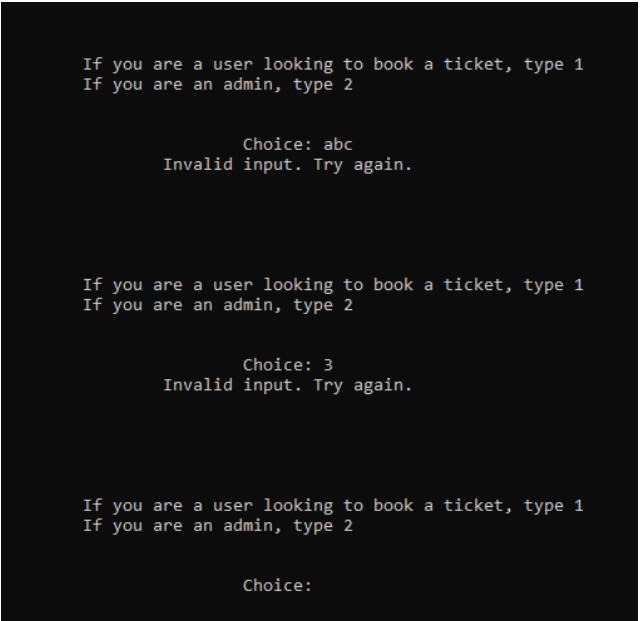 If you are a user looking to book a ticket, type 1
If you are an admin, type 2
Choice: abc
Invalid input. Try again.
If you are a user looking to book a ticket, type 1
If you are an admin, type 2
Choice: 3
Invalid input. Try again.
If you are a user looking to book a ticket, type 1
If you are an admin, type 2
Choice: